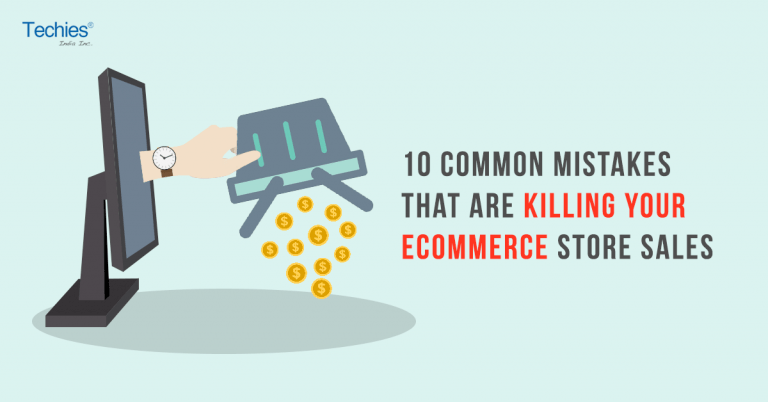 Techies®
India Inc.
10 COMMON MISTAKES
THAT ARE KILLING YOUR
ECOMMERCE STORE SALES
$
$
$
$
$
$
$
$
$
$
$
$